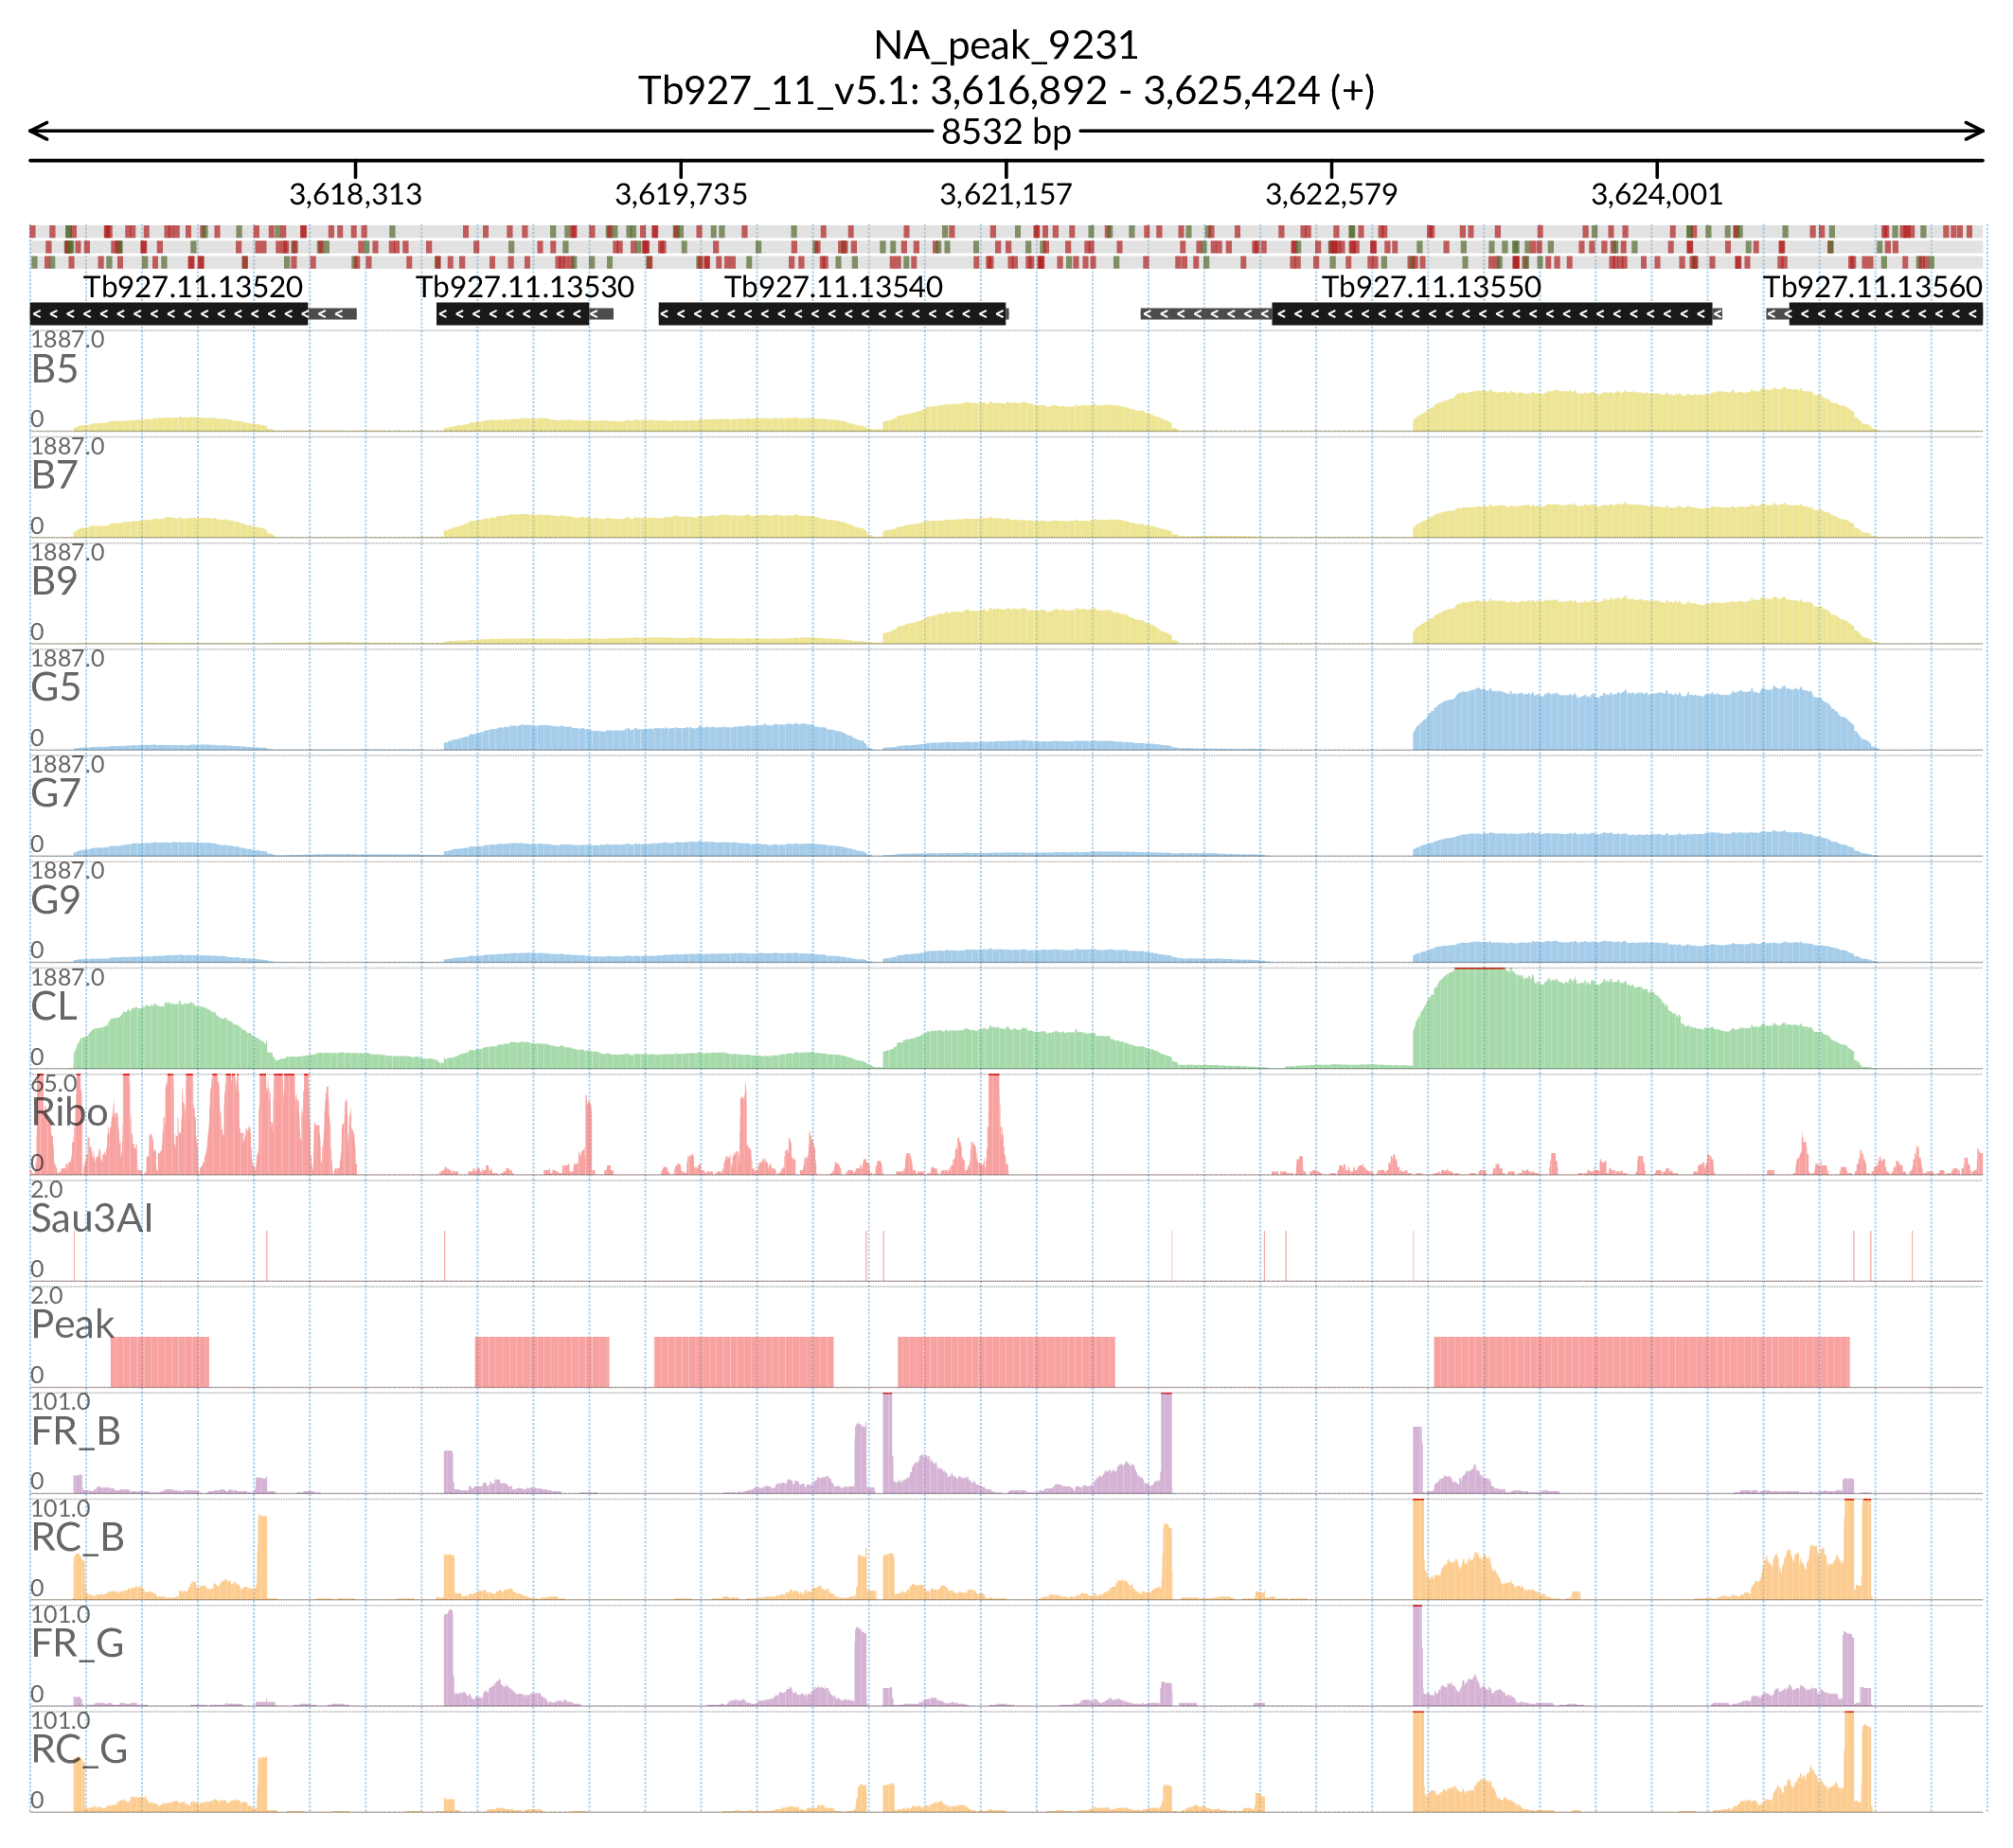 NA_peak_9231
Tb927_11_v5.1: 3,616,892 - 3,625,424 (+)
8532 bp
3,618,313 3,619,735 3,621,157 3,622,579 3,624,001
Tb927.11.13520 Tb927.11.13530 Tb927.11.13540 Tb927.11.13550 Tb927.11.13560
1887.0
B5
0
1887.0
B7
0
1887.0
B9
0
1887.0
G5
0
1887.0
G7
0
1887.0
G9
0
1887.0
CL
0
65.0
Ribo
0
2.0
Sau3AI
0
2.0
Peak
0
101.0
FR_B
0
101.0
RC_B
0
101.0
FR_G
0
101.0
RC_G
0